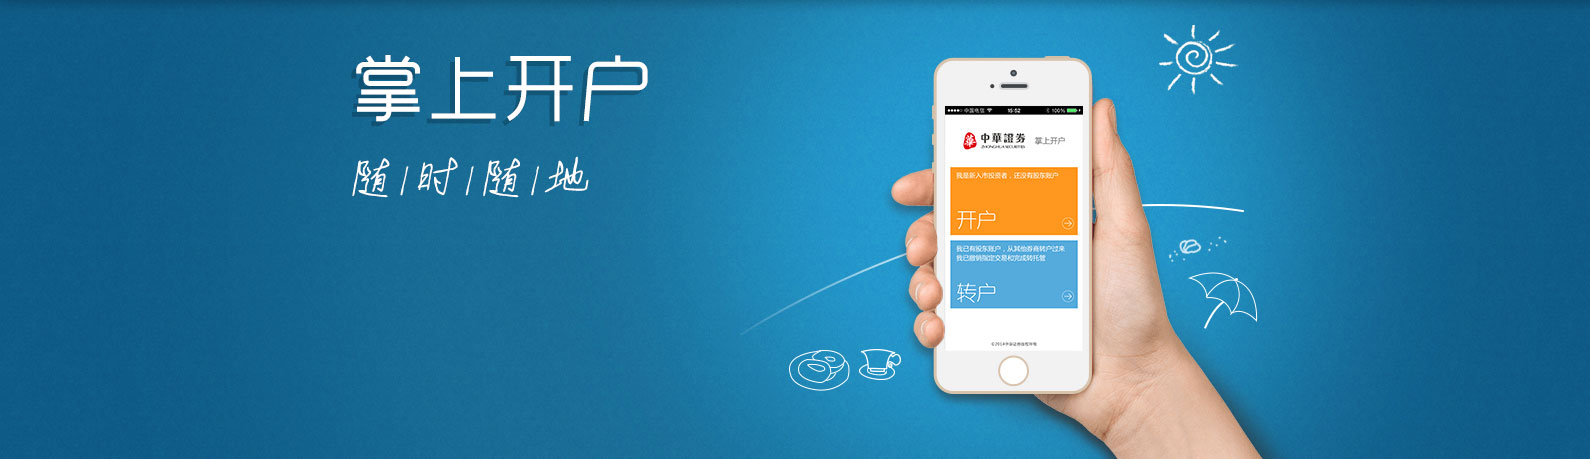 掌上开户
随/时/随/地
中国电信 15:52 100%
中華證券 掌上开户
ZHONGHUA SECURITIES
我是新入市投资者，还没有股东账户
开户
我已有股东账户，从其他券商转户过来
我已撤销指定交易和完成转托管
转户